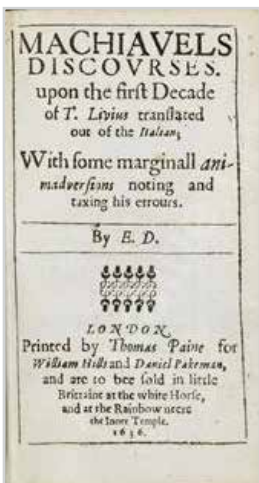 MACHIAVELS
DISCOVRSES.
upon the firſt Decade
of T. Livius tranſlated
out of the Italian;
With ſome marginall ani-
madverſions noting and
taxing his errours.
By E. D.
LONDON,
Printed by Thomas Paine for
William Hills and Daniel Pakeman,
and are to bee ſold in little
Brittaine at the white Horſe,
and at the Rainbow neere
the Inner Temple.
1636.